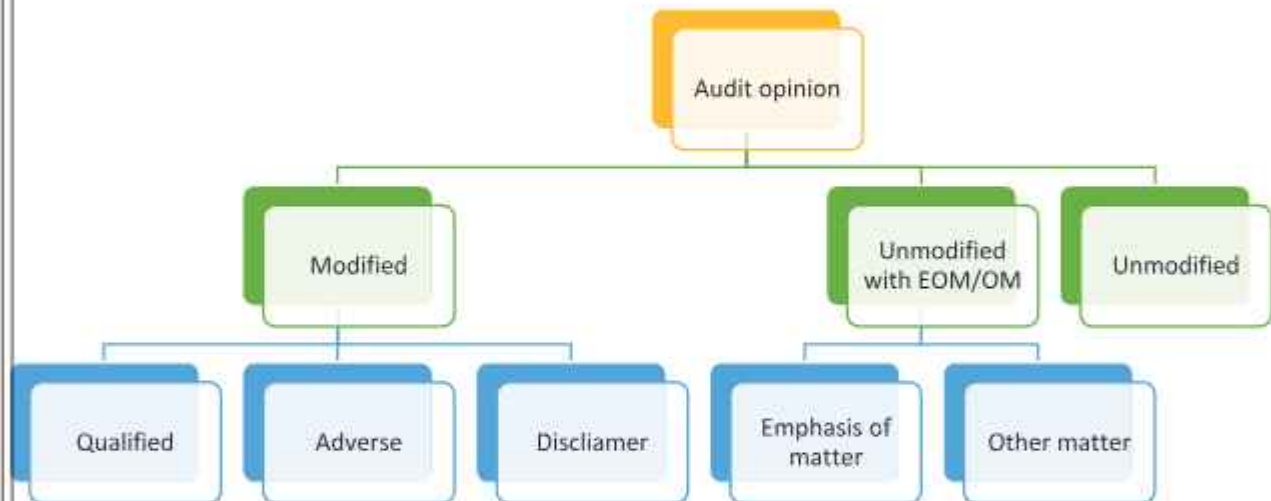 Audit opinion
Modified
Unmodified
with EOM/OM
Unmodified
Qualified
Adverse
Discliamer
Emphasis of
matter
Other matter